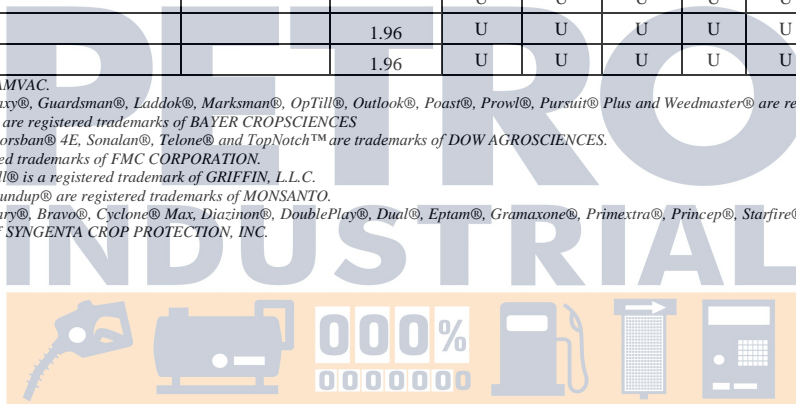 1.96 U U U U U
1.96 U U U U U
AMVAC.
axy®, Guardsman®, Laddok®, Marksman®, OpTill®, Outlook®, Poast®, Prowl®, Pursuit® Plus and Weedmaster® are re
are registered trademarks of BAYER CROPSCIENCES
orsban® 4E, Sonalan®, Telone® and TopNotch™ are trademarks of DOW AGROSCIENCES.
ed trademarks of FMC CORPORATION.
ll® is a registered trademark of GRIFFIN, L.L.C.
undup® are registered trademarks of MONSANTO.
ary®, Bravo®, Cyclone® Max, Diazinon®, DoublePlay®, Dual®, Eptam®, Gramaxone®, Primextra®, Princep®, Starfire®
f SYNGENTA CROP PROTECTION, INC.
PETRO
INDUSTRIAL
000%
0000000